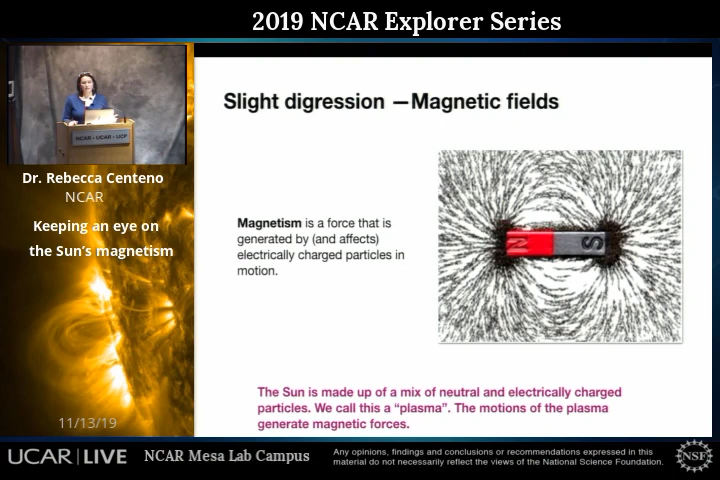 2019 NCAR Explorer Series
NCAR • UCAR • UCP
Dr. Rebecca Centeno
NCAR
Keeping an eye on
the Sun's magnetism
11/13/19
Slight digression —Magnetic fields
Magnetism is a force that is
generated by (and affects)
electrically charged particles in
motion.
N S
The Sun is made up of a mix of neutral and electrically charged
particles. We call this a “plasma”. The motions of the plasma
generate magnetic forces.
UCAR | LIVE
NCAR Mesa Lab Campus
Any opinions, findings and conclusions or recommendations expressed in this
material do not necessarily reflect the views of the National Science Foundation.
NSF